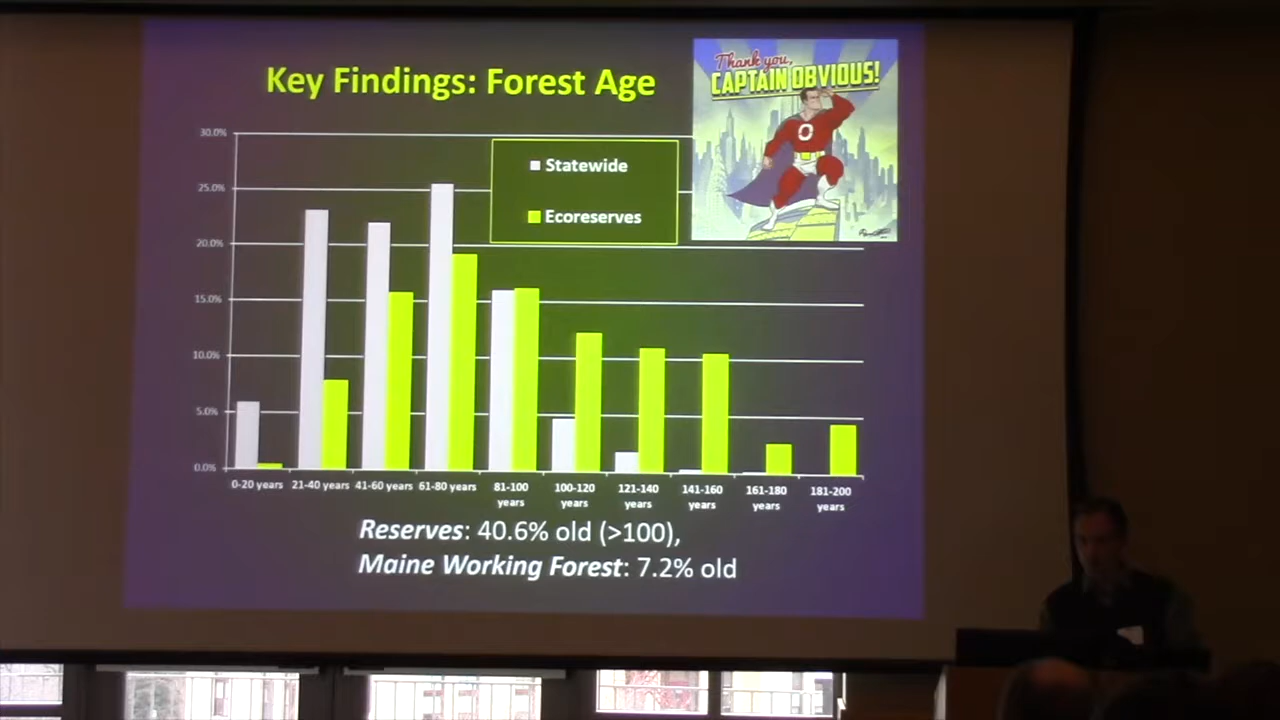 Key Findings: Forest Age
Thank you,
CAPTAIN OBVIOUS!
O
30.0%
25.0%
20.0%
15.0%
10.0%
5.0%
0.0%
Statewide
Ecoreserves
0-20 years
21-40 years
41-60 years
61-80 years
81-100
years
100-120
years
121-140
years
141-160
years
161-180
years
181-200
years
Reserves: 40.6% old (>100),
Maine Working Forest: 7.2% old